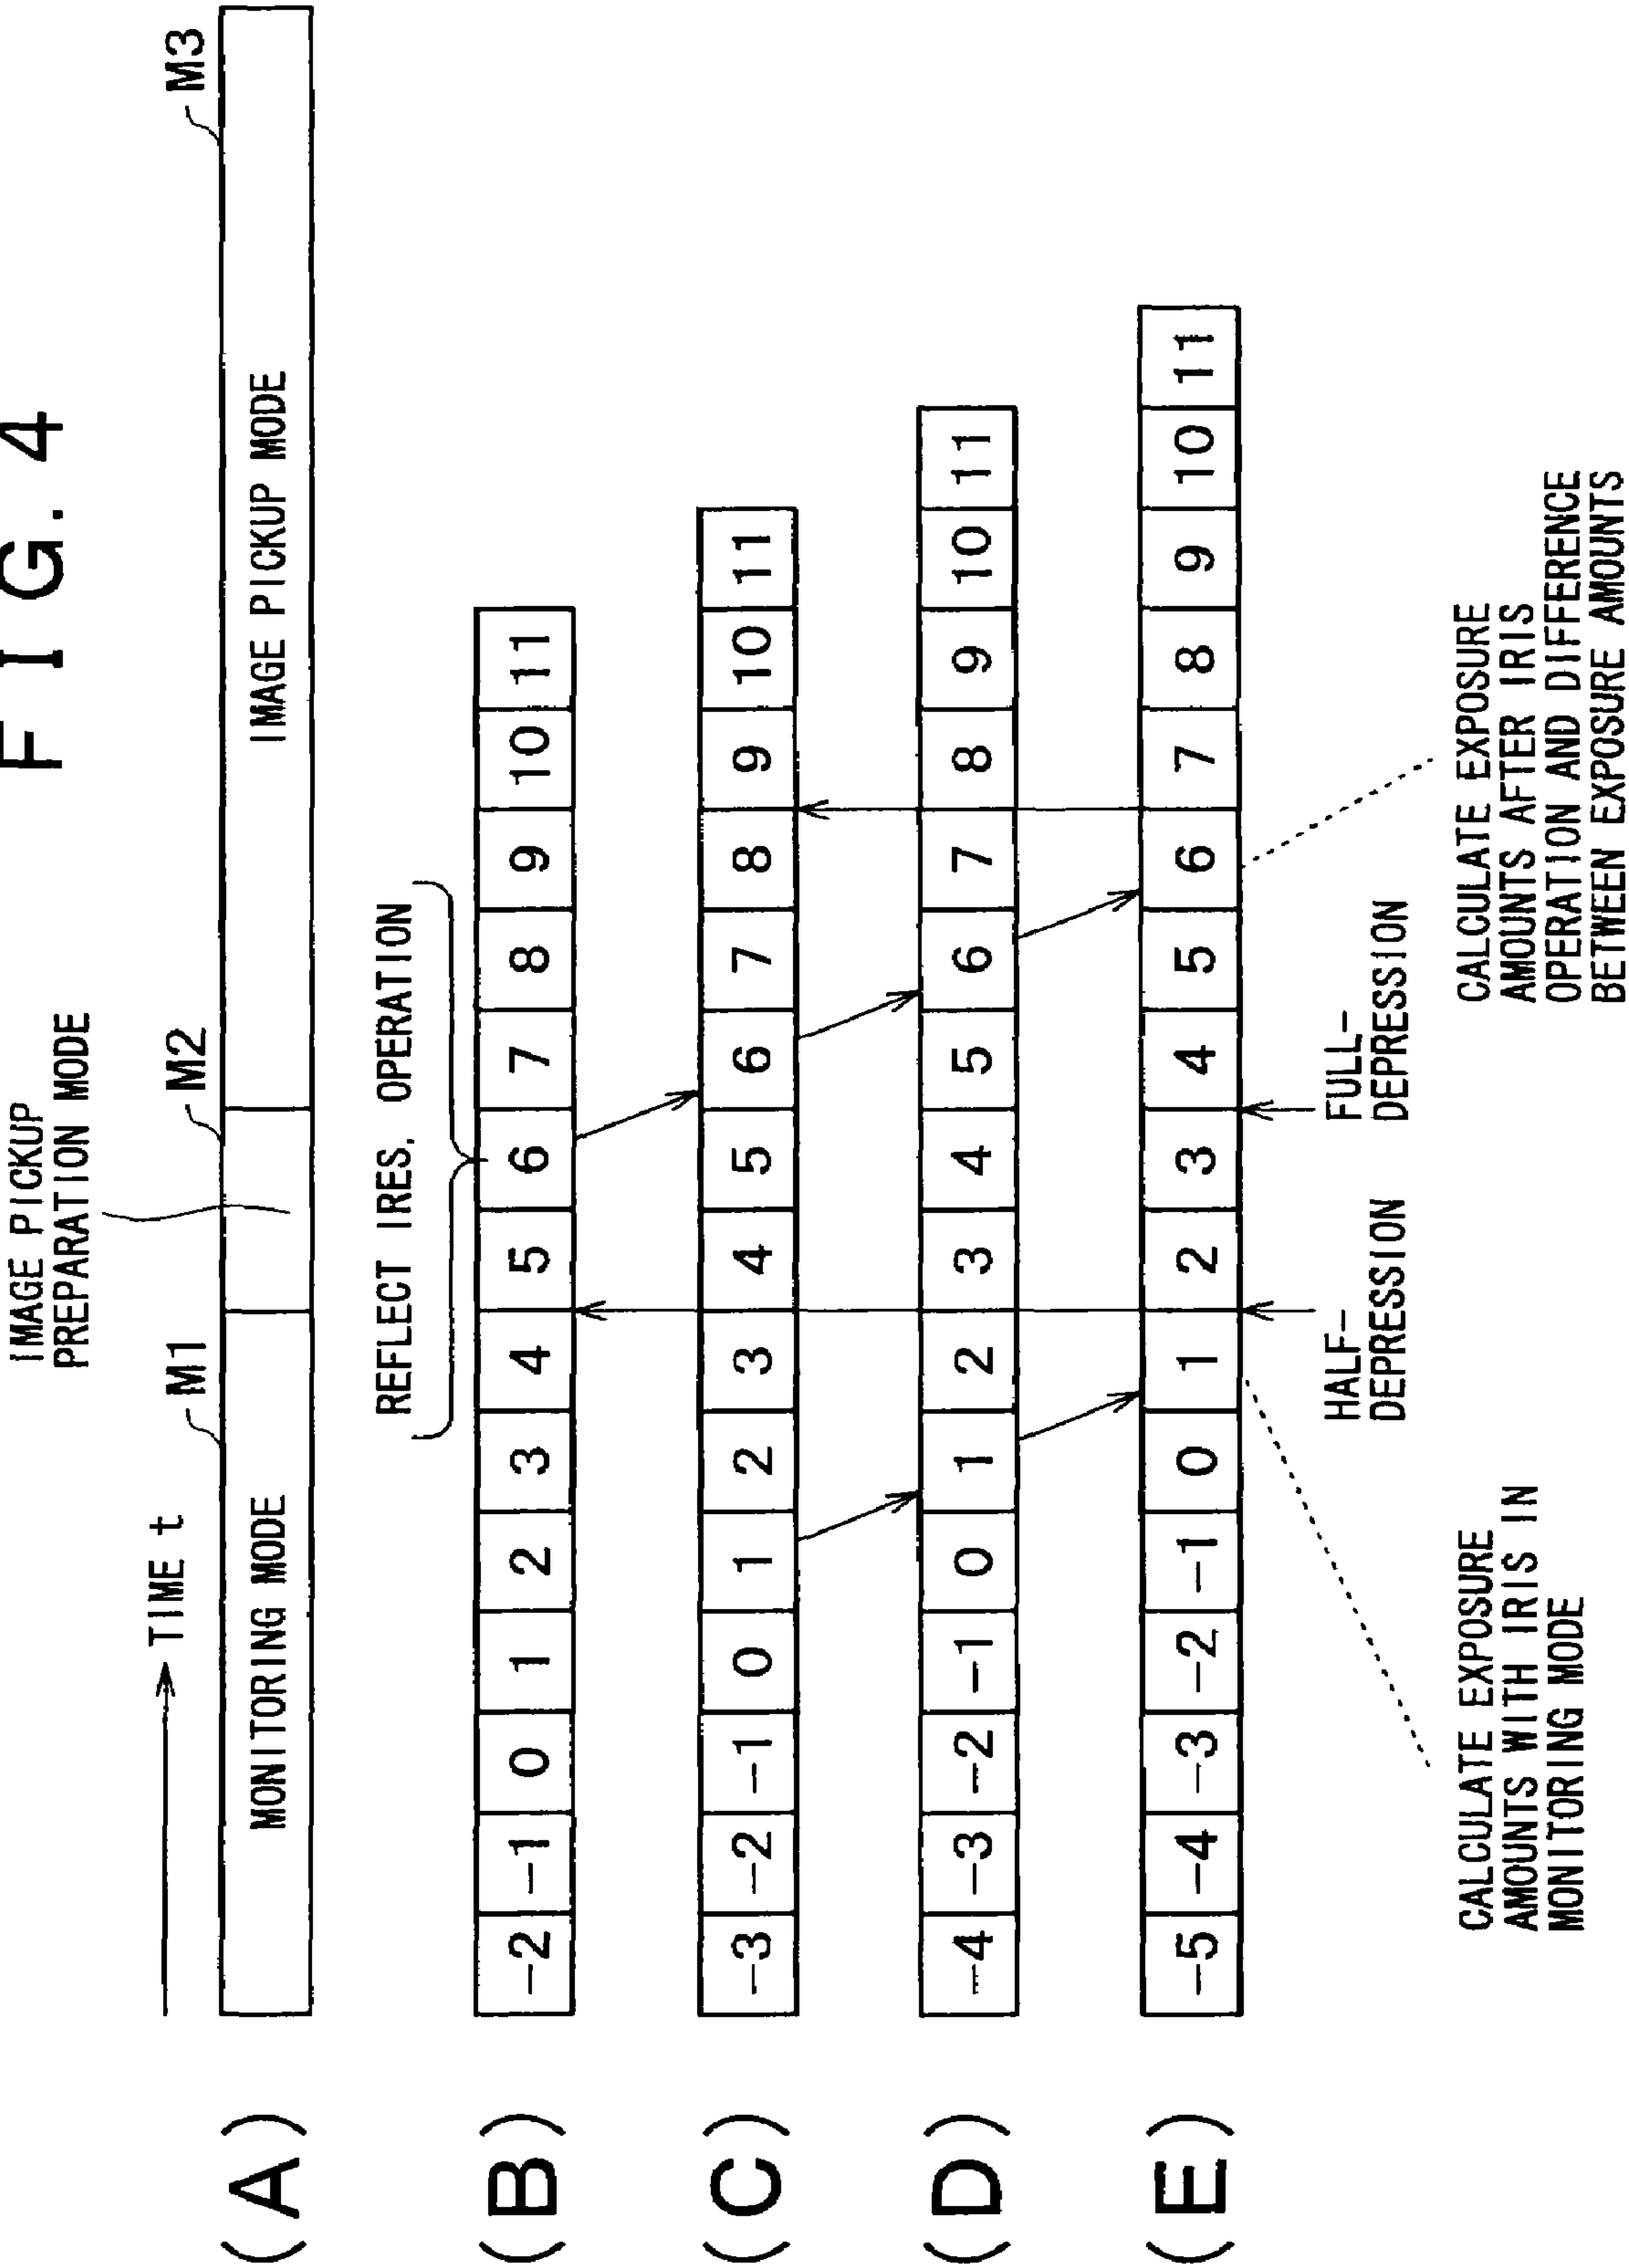 FIG. 4
IMAGE PICKUP
PREPARATION MODE
TIME t
M1
M2
M3
(A)
MONITORING MODE
IMAGE PICKUP MODE
REFLECT IRES. OPERATION
(B)
-2 -1 0 1 2 3 4 5 6 7 8 9 10 11
(C)
-3 -2 -1 0 1 2 3 4 5 6 7 8 9 10 11
(D)
-4 -3 -2 -1 0 1 2 3 4 5 6 7 8 9 10 11
(E)
-5 -4 -3 -2 -1 0 1 2 3 4 5 6 7 8 9 10 11
HALF-
DEPRESSION
FULL-
DEPRESSION
CALCULATE EXPOSURE
AMOUNTS WITH IRIS IN
MONITORING MODE
CALCULATE EXPOSURE
AMOUNTS AFTER IRIS
OPERATION AND DIFFERENCE
BETWEEN EXPOSURE AMOUNTS